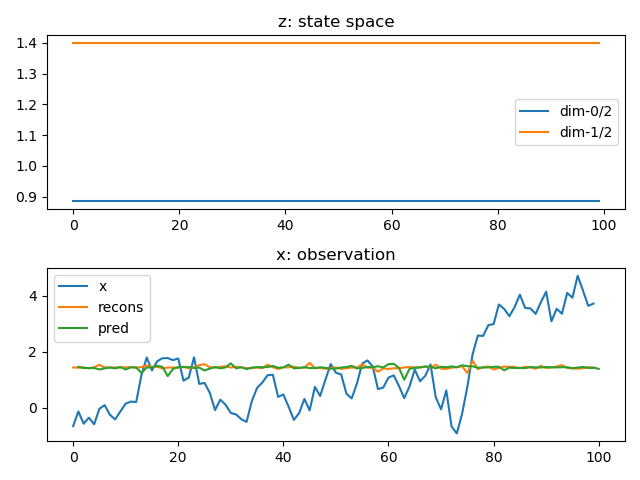 z: state space
1.4
1.3
1.2
1.1
1.0
0.9
dim-0/2
dim-1/2
0 20 40 60 80 100
x: observation
4
2
0
x
recons
pred
0 20 40 60 80 100